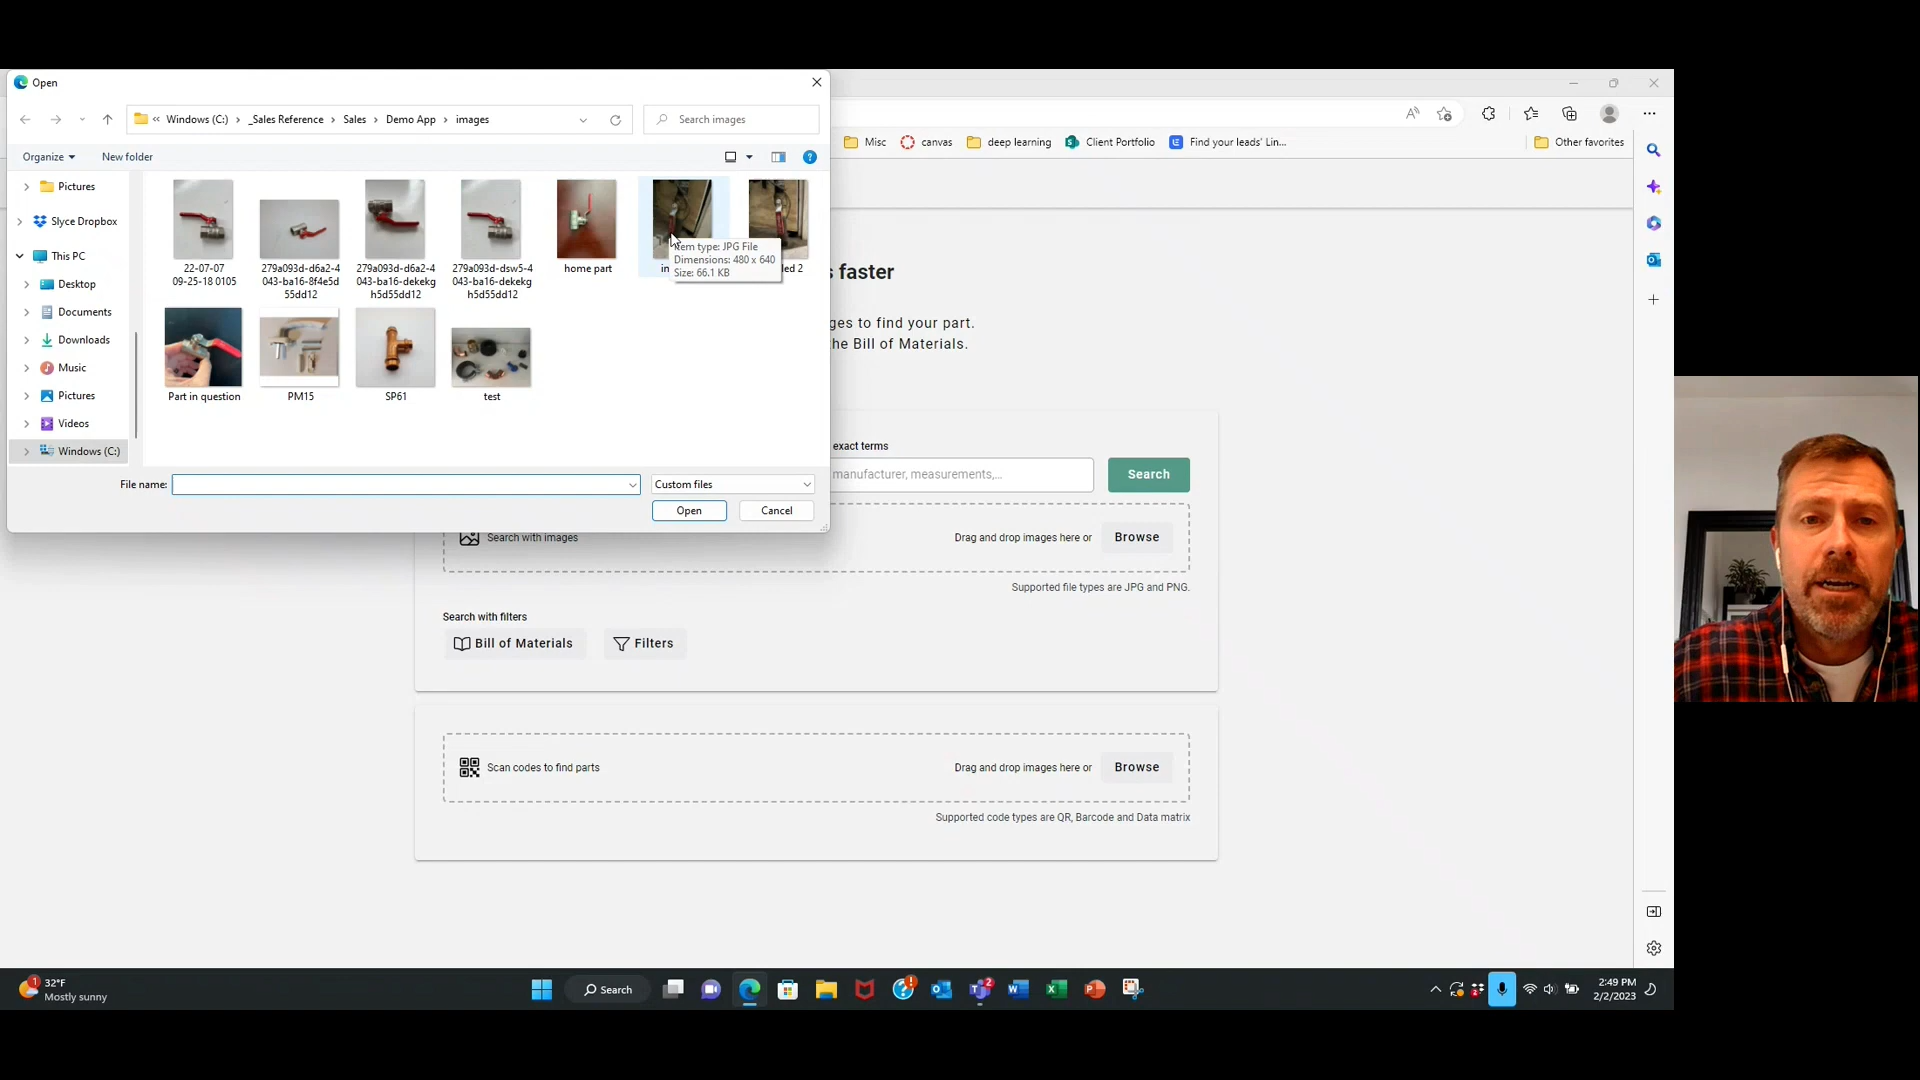 Open
Windows (C:) › _Sales Reference › Sales › Demo App › images
Search images
Organize
New folder
Pictures
Slyce Dropbox
This PC
Desktop
Documents
Downloads
Music
Pictures
Videos
Windows (C:)
22-07-07
09-25-18 0105
279a093d-d6a2-4
043-ba16-8f4e5d
55dd12
279a093d-d6a2-4
043-ba16-dekekg
h5d55dd12
279a093d-dsw5-4
043-ba16-dekekg
h5d55dd12
home part
Item type: JPG File
Dimensions: 480 x 640
Size: 66.1 KB
Part in question
PM15
SP61
test
File name:
Custom files
Open
Cancel
Misc
canvas
deep learning
Client Portfolio
Find your leads' Lin...
Other favorites
faster
to find your part.
the Bill of Materials.
exact terms
manufacturer, measurements,...
Search
Search with images
Drag and drop images here or
Browse
Supported file types are JPG and PNG.
Search with filters
Bill of Materials
Filters
Scan codes to find parts
Drag and drop images here or
Browse
Supported code types are QR, Barcode and Data matrix
32°F
Mostly sunny
Search
2:49 PM
2/2/2023